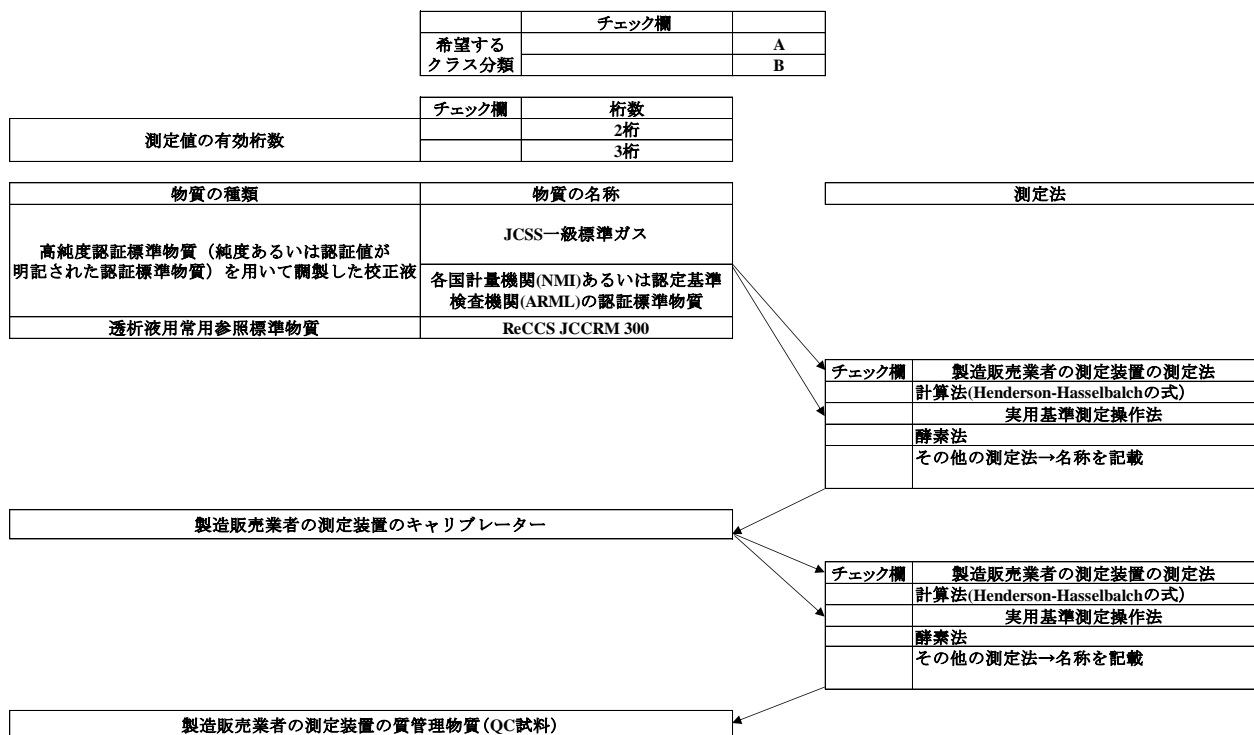 チェック欄
希望する
クラス分類
A
B
チェック欄 桁数
測定値の有効桁数
2桁
3桁
物質の種類 物質の名称 測定法
高純度認証標準物質（純度あるいは認証値が
明記された認証標準物質）を用いて調製した校正液
JCSS一級標準ガス
各国計量機関(NMI)あるいは認定基準
検査機関(ARML)の認証標準物質
透析液用常用参照標準物質 ReCCS JCCRM 300
チェック欄 製造販売業者の測定装置の測定法
計算法(Henderson-Hasselbalchの式)
実用基準測定操作法
酵素法
その他の測定法→名称を記載
製造販売業者の測定装置のキャリブレーター
チェック欄 製造販売業者の測定装置の測定法
計算法(Henderson-Hasselbalchの式)
実用基準測定操作法
酵素法
その他の測定法→名称を記載
製造販売業者の測定装置の質管理物質(QC試料)